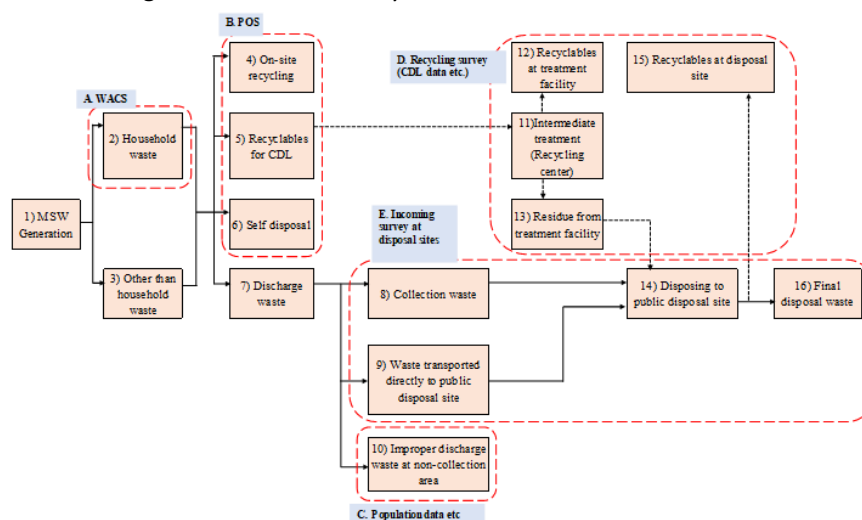 B. POS
4) On-site
recycling
D. Recycling survey
(CDL data etc.)
12) Recyclables
at treatment
facility
15) Recyclables at disposal
site
A. WACS
2) Household
waste
5) Recyclables
for CDL
11)Intermediate
treatment
(Recycling
center)
1) MSW
Generation
6) Self disposal
E. Incoming
survey at
disposal sites
13) Residue from
treatment facility
3) Other than
household
waste
7) Discharge
waste
8) Collection waste
14) Disposing to
public disposal site
16) Final
disposal waste
9) Waste transported
directly to public
disposal site
10) Improper discharge
waste at non-collection
area
C. Population data etc